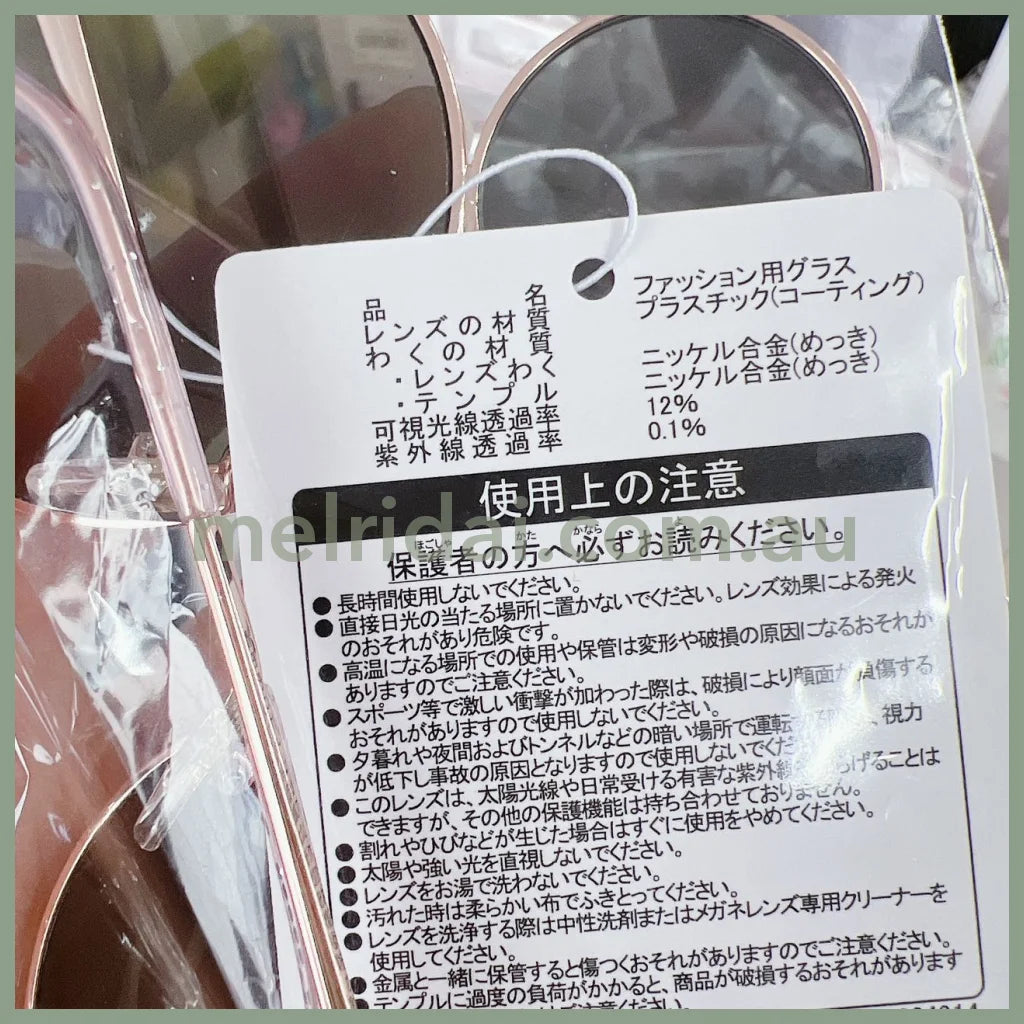 品名 ファッション用グラス
レンズの材質 プラスチック(コーティング)
わくの材質
・レンズわく ニッケル合金(めっき)
・テンプル ニッケル合金(めっき)
可視光線透過率 12%
紫外線透過率 0.1%
使用上の注意
保護者の方へ必ずお読みください。
ほごしゃ かた かなら よ
melridai.com.au
●長時間使用しないでください。
●直接日光の当たる場所に置かないでください。レンズ効果による発火
のおそれがあり危険です。
●高温になる場所での使用や保管は変形や破損の原因になるおそれが
ありますのでご注意ください。
●スポーツ等で激しい衝撃が加わった際は、破損により顔面が負傷する
おそれがありますので使用しないでください。
●夕暮れや夜間およびトンネルなどの暗い場所で運転 、視力
が低下し事故の原因となりますので使用しないでくだ
●このレンズは、太陽光線や日常受ける有害な紫外線 げることは
できますが、その他の保護機能は持ち合わせておりません。
●割れやひびなどが生じた場合はすぐに使用をやめてください。
●太陽や強い光を直視しないでください。
●レンズをお湯で洗わないでください。
●汚れた時は柔らかい布でふきとってください。
●レンズを洗浄する際は中性洗剤またはメガネレンズ専用クリーナーを
使用してください。
●金属と一緒に保管すると傷つくおそれがありますのでご注意ください。
●テンプルに過度の負荷がかかると、商品が破損するおそれがあります
ください。